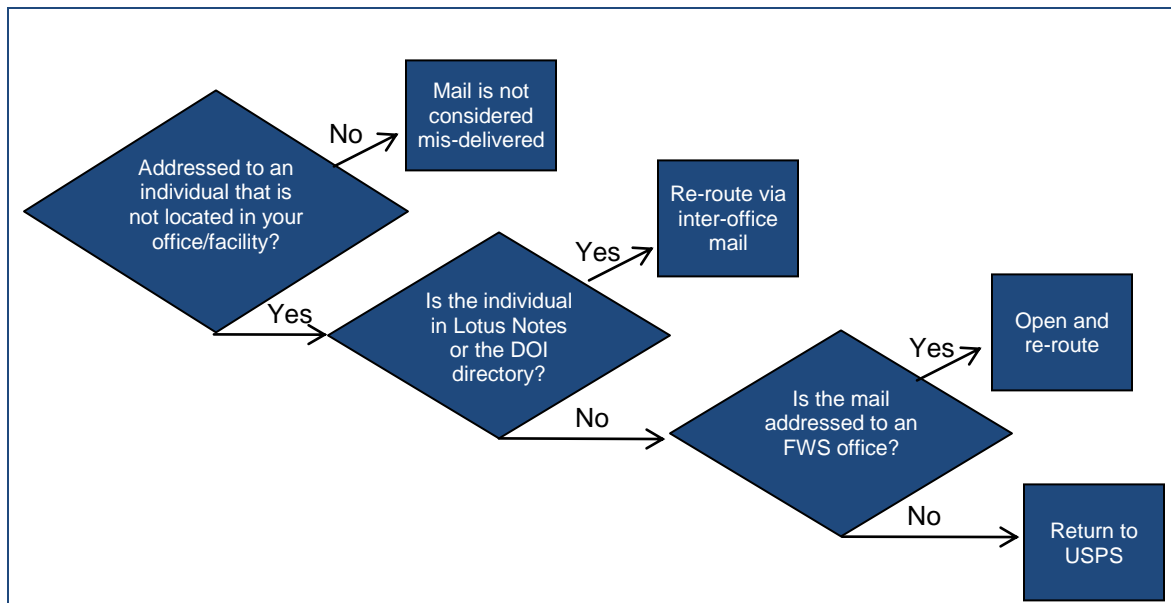 Addressed to an
individual that is
not located in your
office/facility?
No
Mail is not
considered
mis-delivered
Yes
Is the individual
in Lotus Notes
or the DOI
directory?
Yes
Re-route via
inter-office
mail
No
Is the mail
addressed to an
FWS office?
Yes
Open and
re-route
No
Return to
USPS